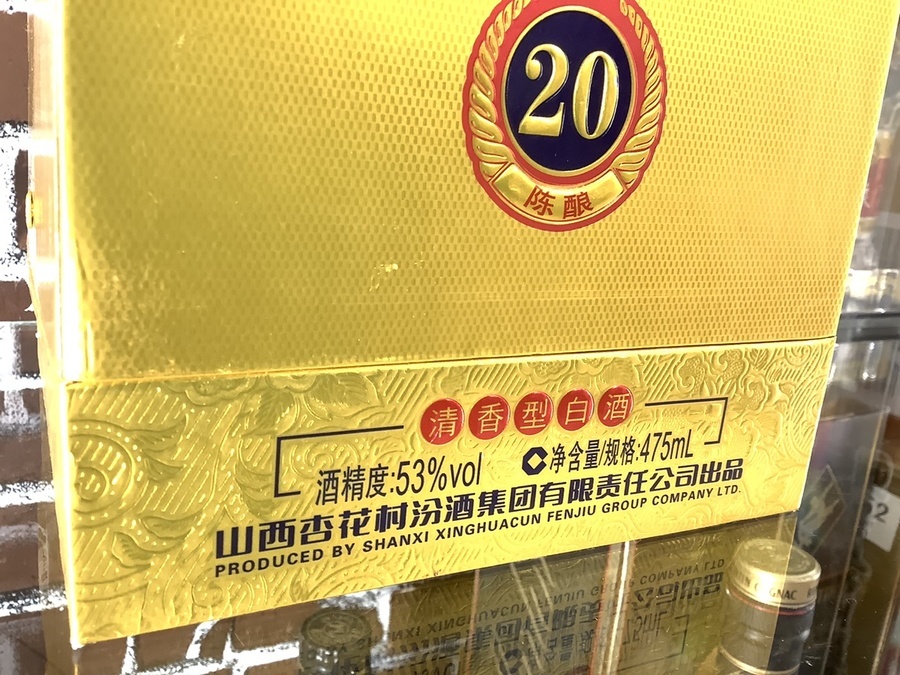 20
陈酿
清香型白酒
酒精度:53%vol 净含量/规格:475mL
山西杏花村汾酒集团有限责任公司出品
PRODUCED BY SHANXI XINGHUACUN FENJIU GROUP COMPANY LTD.